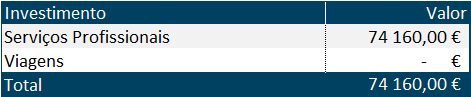 Investimento Valor
Serviços Profissionais 74 160,00 €
Viagens - €
Total 74 160,00 €